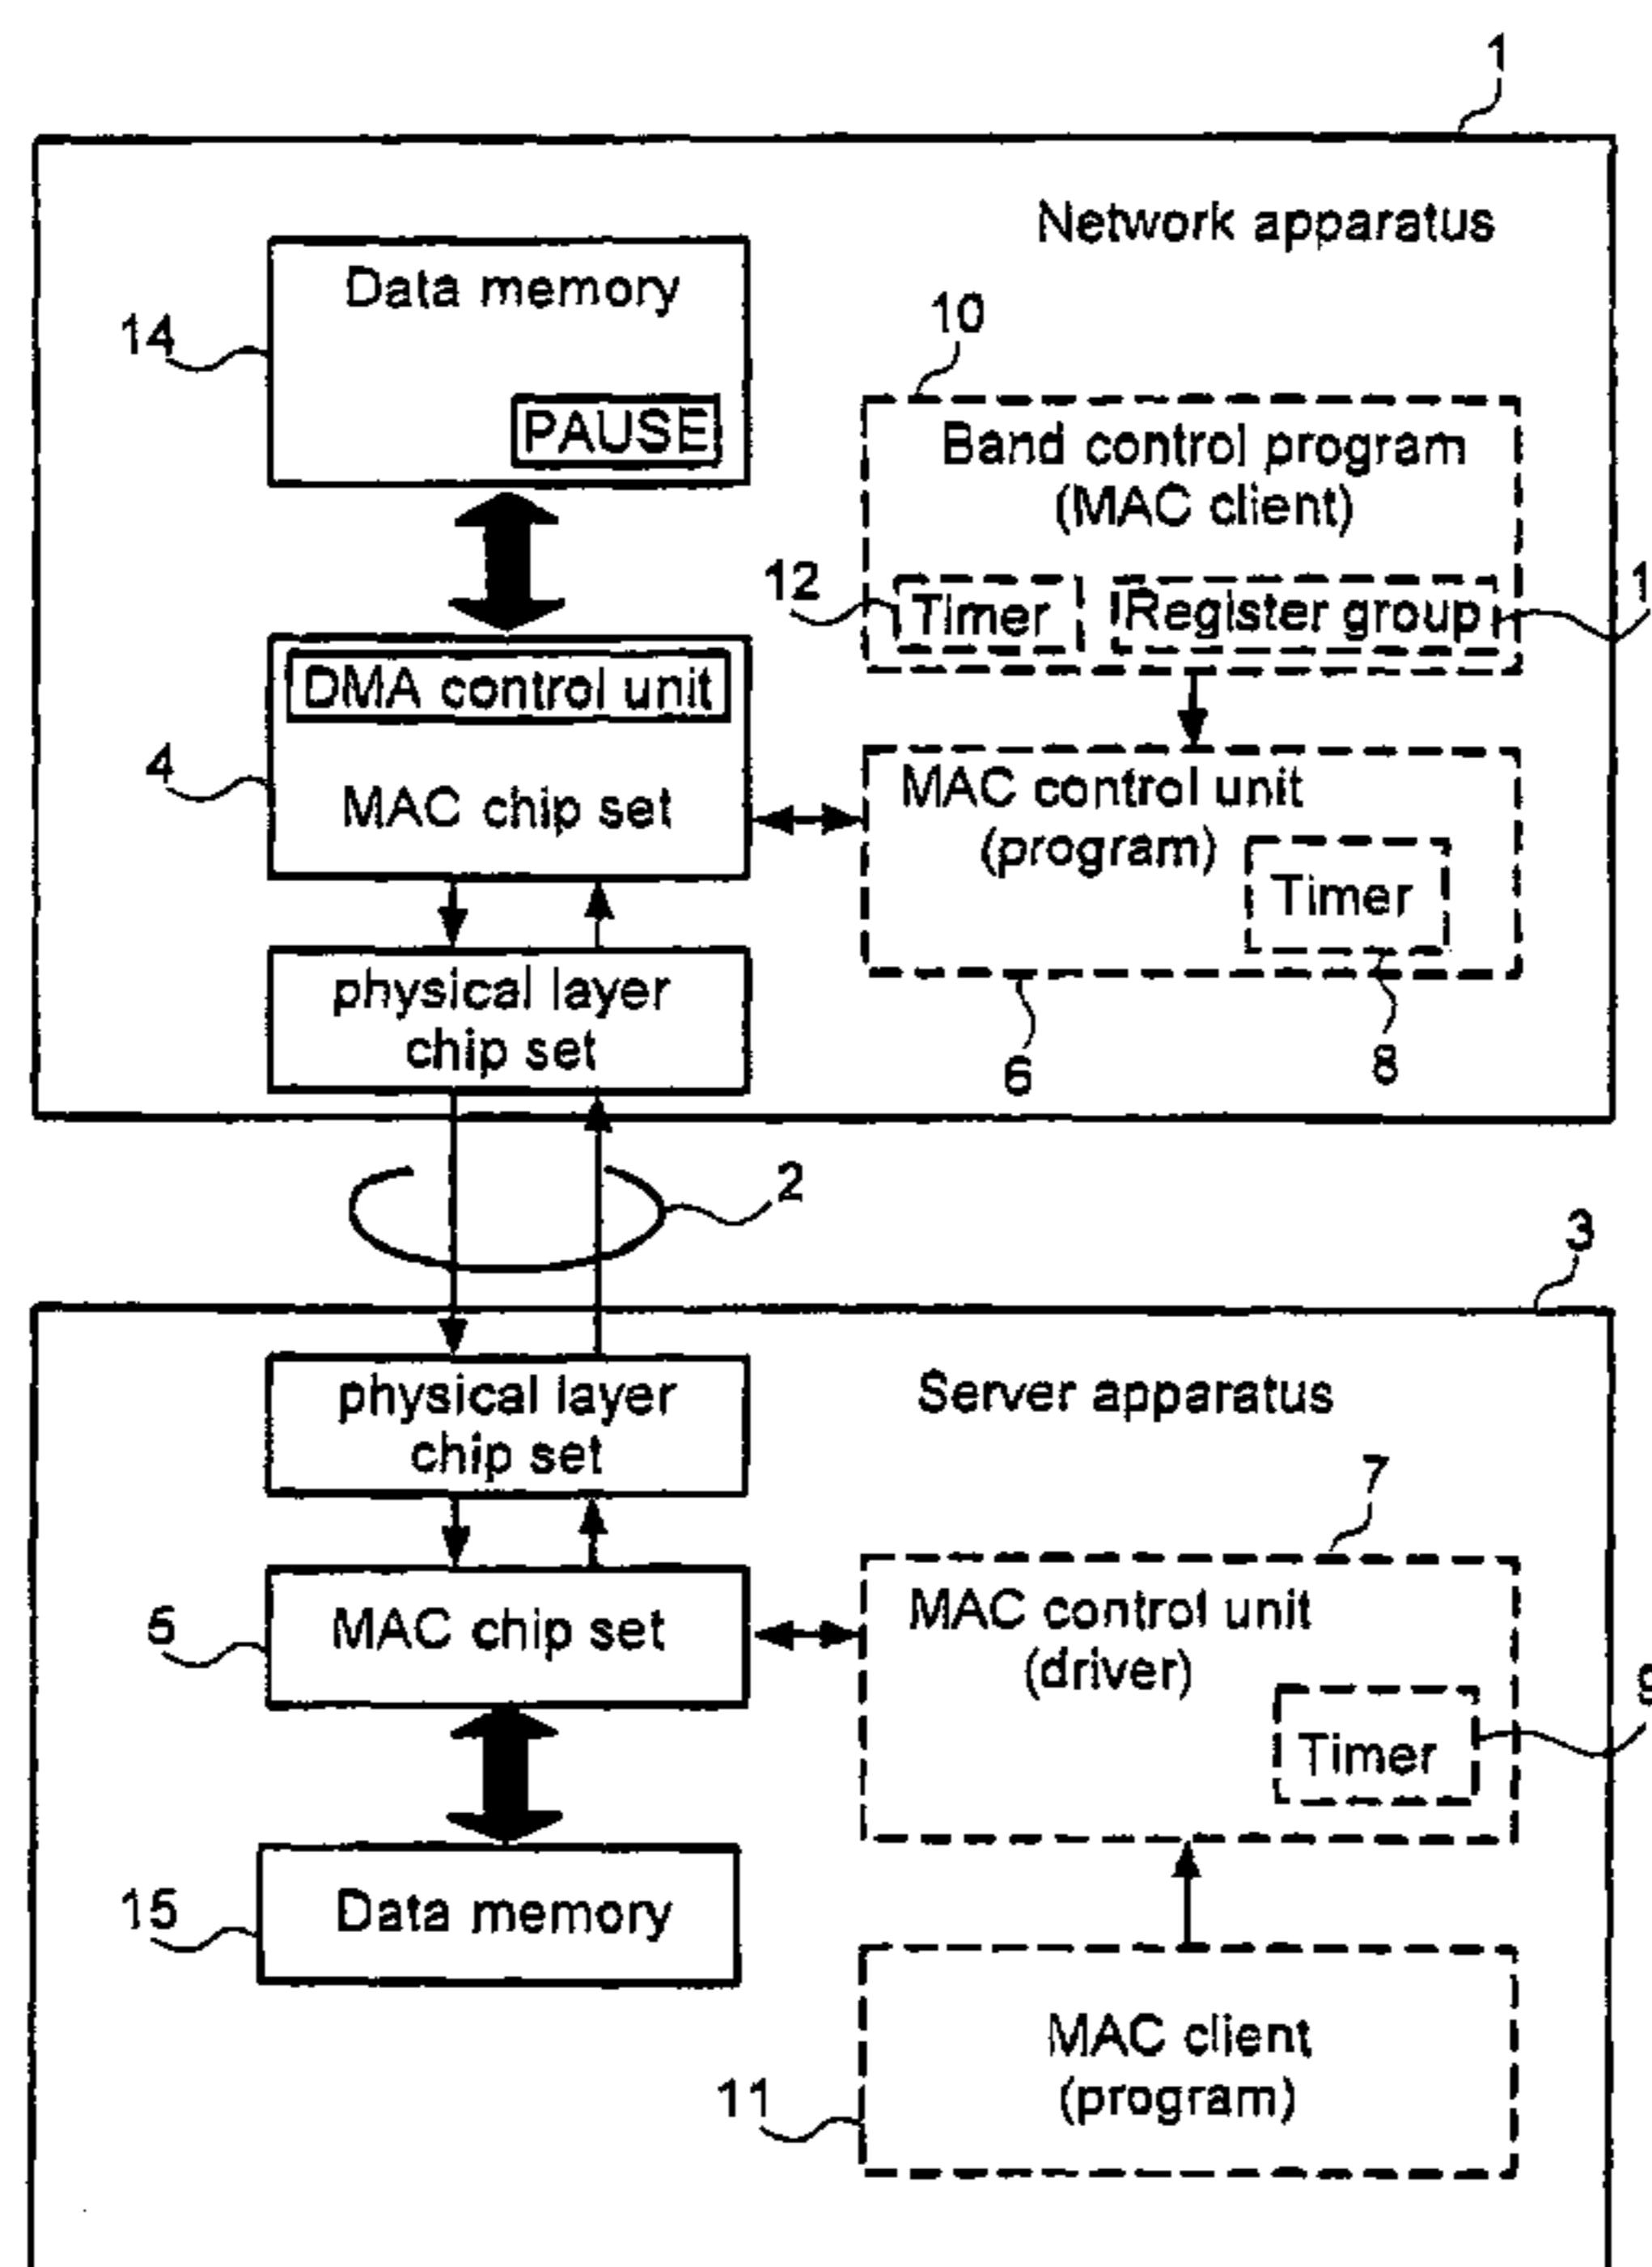 1
Network apparatus
Data memory
14
PAUSE
10
Band control program
(MAC client)
12
Timer
Register group
DMA control unit
4
MAC chip set
MAC control unit
(program)
Timer
physical layer
chip set
6
8
2
3
physical layer
chip set
Server apparatus
7
5
MAC chip set
MAC control unit
(driver)
Timer
9
15
Data memory
MAC client
(program)
11